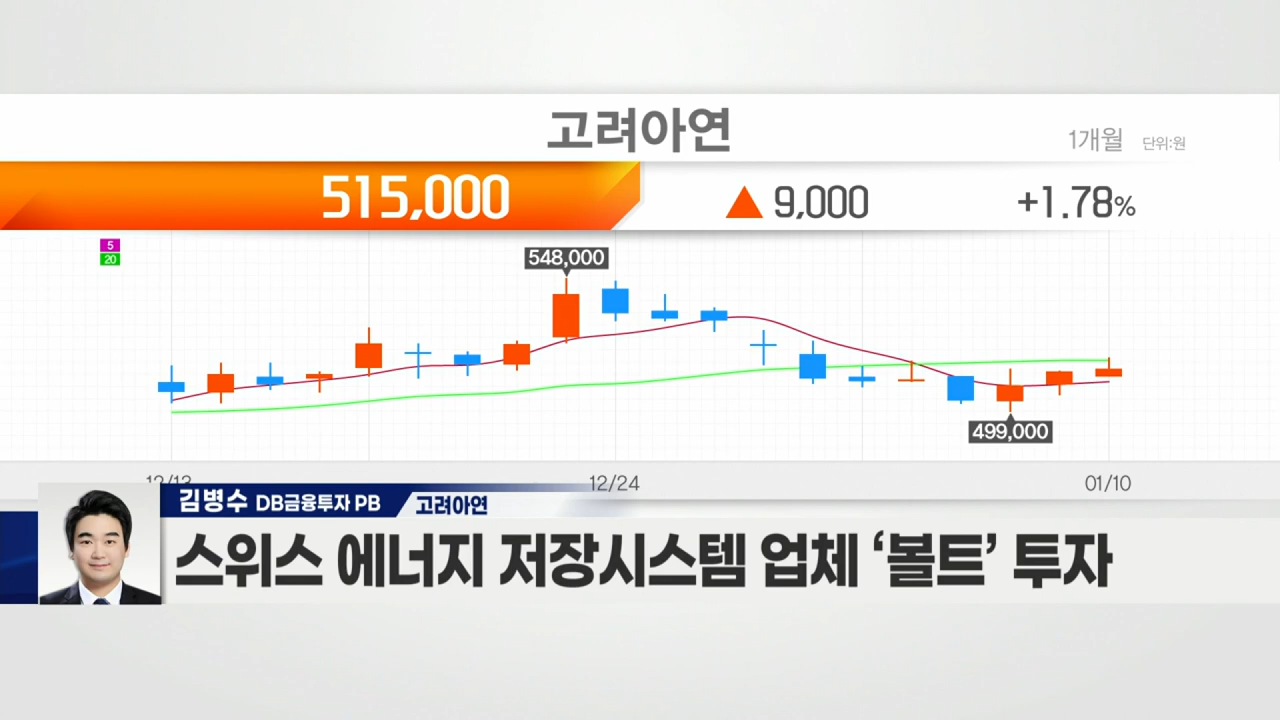 고려아연
1개월 단위:원
515,000 ▲ 9,000 +1.78%
5
20
548,000
499,000
12/13 12/24 01/10
김병수 DB금융투자 PB 고려아연
스위스 에너지 저장시스템 업체 ‘볼트’ 투자